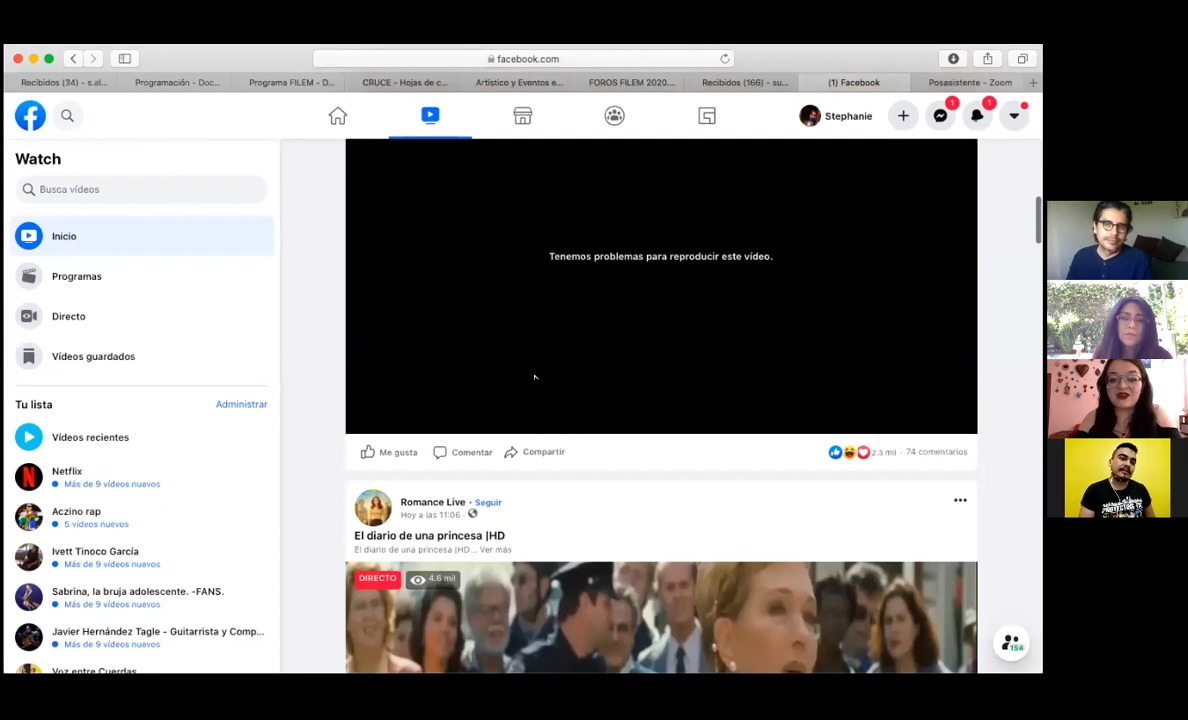 facebook.com
Recibidos (34) - s.al...
Programación - Doc...
Programa FILEM - D...
CRUCE - Hojas de c...
Artístico y Eventos e...
FOROS FILEM 2020....
Recibidos (166) - su...
(1) Facebook
Posasistente - Zoom
Stephanie
1
1
Watch
Busca vídeos
Inicio
Programas
Directo
Vídeos guardados
Tu lista
Administrar
Vídeos recientes
Netflix
Más de 9 vídeos nuevos
Aczino rap
5 vídeos nuevos
Ivett Tinoco García
Más de 9 vídeos nuevos
Sabrina, la bruja adolescente. -FANS.
Más de 9 vídeos nuevos
Javier Hernández Tagle - Guitarrista y Comp...
Más de 9 vídeos nuevos
Voz entre Cuerdas
Tenemos problemas para reproducir este vídeo.
Me gusta Comentar Compartir
2.3 mil · 74 comentarios
Romance Live · Seguir
Hoy a las 11:06 ·
El diario de una princesa |HD
El diario de una princesa |HD... Ver más
DIRECTO 4.6 mil
154